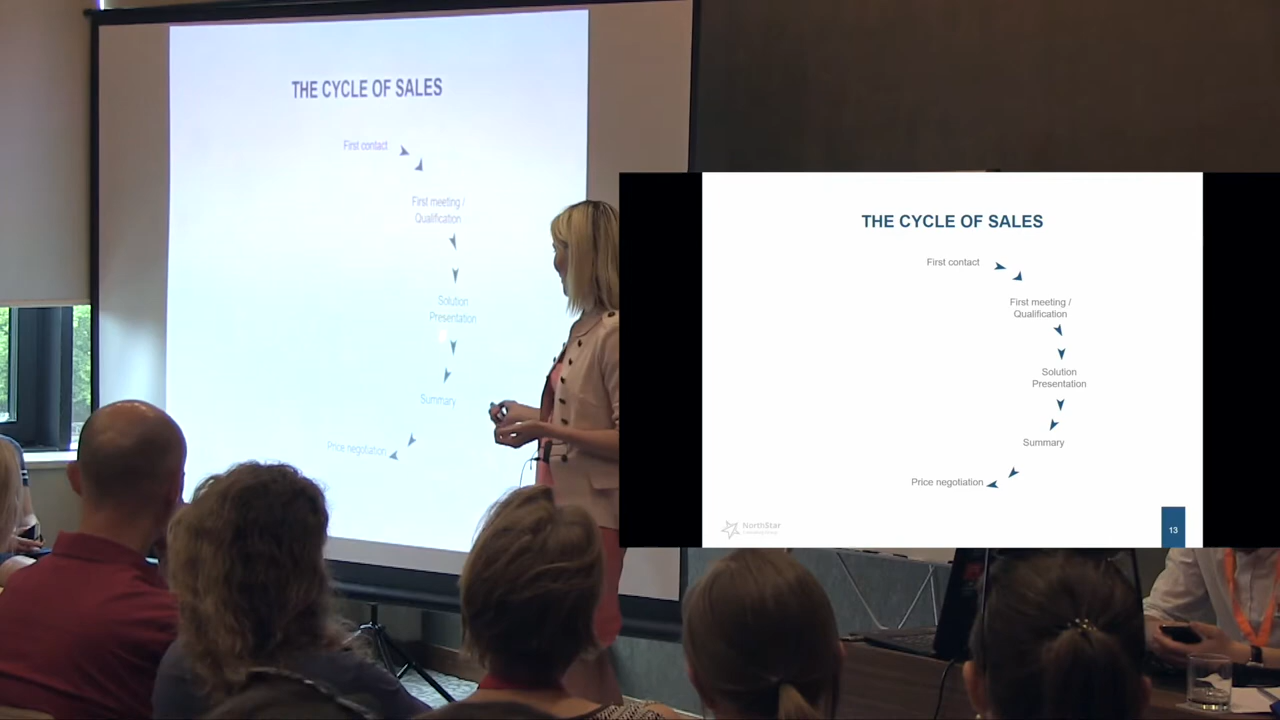 THE CYCLE OF SALES
First contact
First meeting /
Qualification
Solution
Presentation
Summary
Price negotiation
THE CYCLE OF SALES
First contact
First meeting /
Qualification
Solution
Presentation
Summary
Price negotiation
NorthStar
13